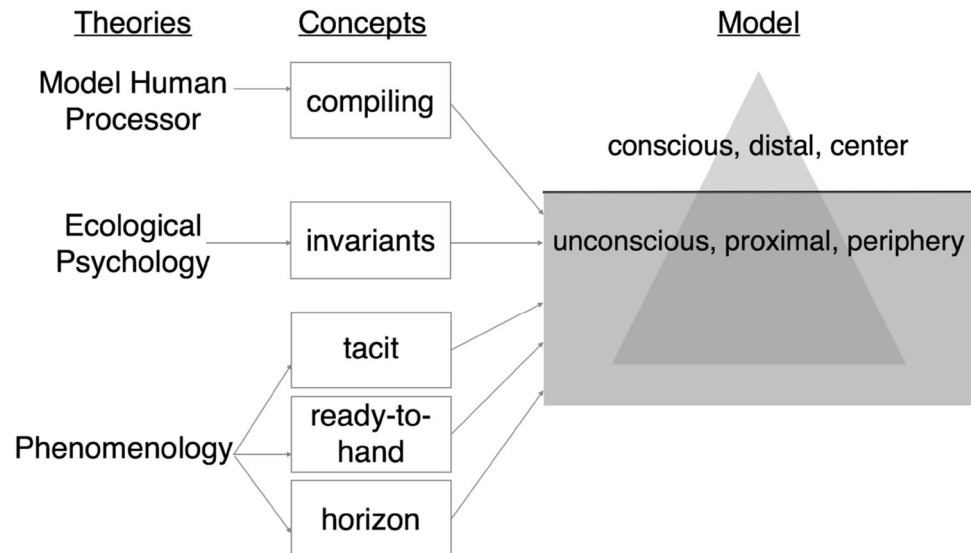 Theories
Concepts
Model
Model Human
Processor
compiling
conscious, distal, center
Ecological
Psychology
invariants
unconscious, proximal, periphery
tacit
Phenomenology
ready-to-
hand
horizon